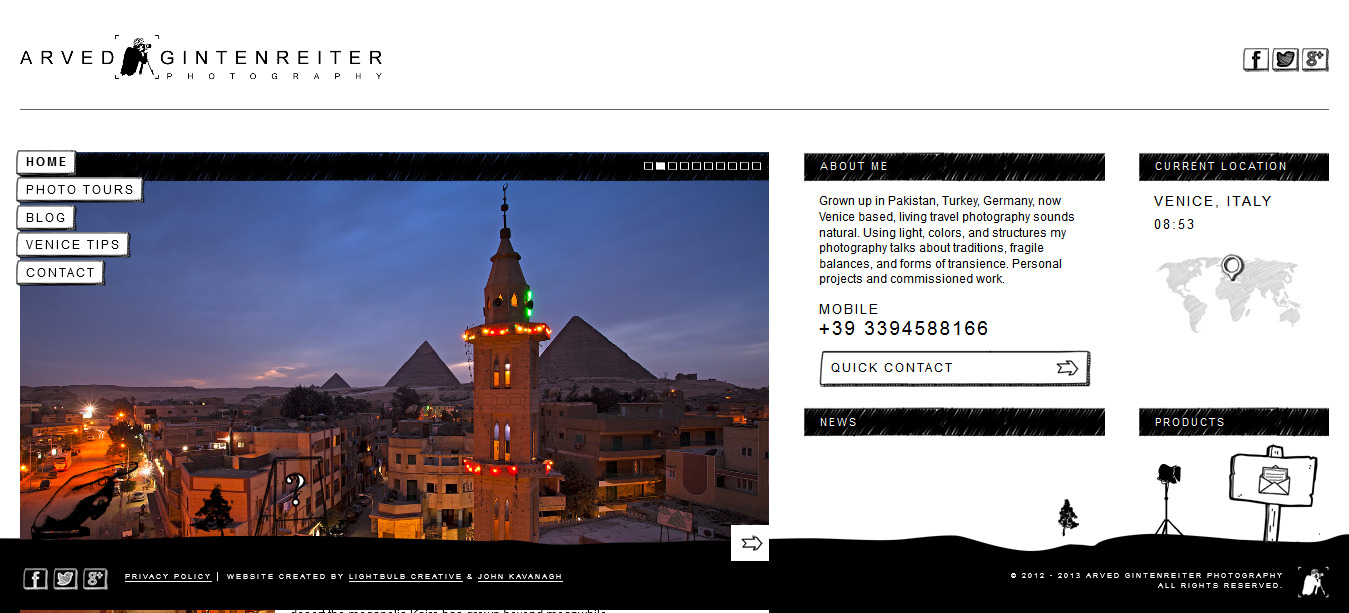 ARVED GINTENREITER
PHOTOGRAPHY
HOME
PHOTO TOURS
BLOG
VENICE TIPS
CONTACT
ABOUT ME
Grown up in Pakistan, Turkey, Germany, now
Venice based, living travel photography sounds
natural. Using light, colors, and structures my
photography talks about traditions, fragile
balances, and forms of transience. Personal
projects and commissioned work.
MOBILE
+39 3394588166
QUICK CONTACT
CURRENT LOCATION
VENICE, ITALY
08:53
NEWS
PRODUCTS
?
PRIVACY POLICY | WEBSITE CREATED BY LIGHTBULB CREATIVE & JOHN KAVANAGH
© 2012 - 2013 ARVED GINTENREITER PHOTOGRAPHY
ALL RIGHTS RESERVED.